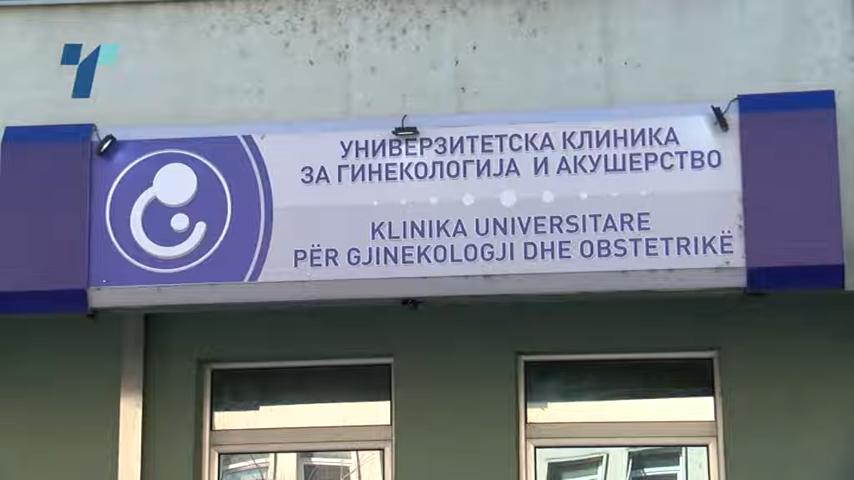 УНИВЕРЗИТЕТСКА КЛИНИКА
ЗА ГИНЕКОЛОГИЈА И АКУШЕРСТВО
KLINIKA UNIVERSITARE
PËR GJINEKOLOGJI DHE OBSTETRIKË